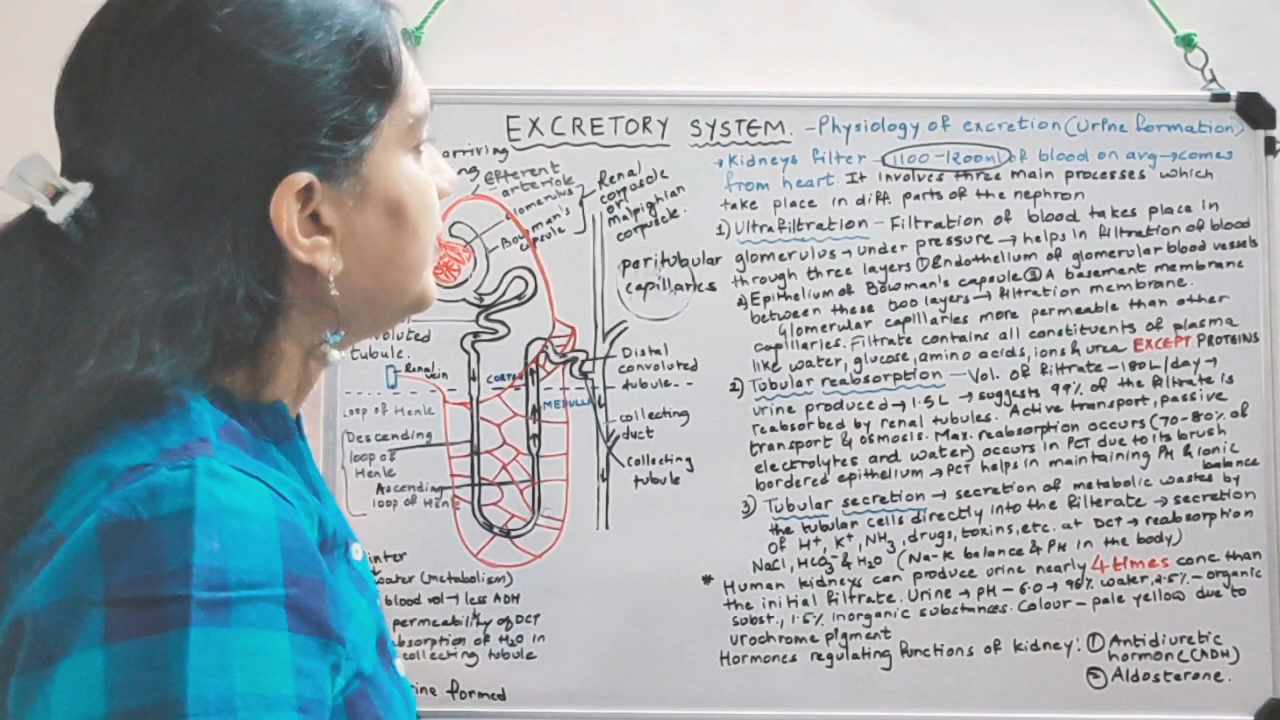 EXCRETORY SYSTEM. - Physiology of excretion (Urine formation)
arriving
Efferent
arteriole
Glomerulus
Bowman's
capsule
Renal
corpuscle
or
malpighian
corpuscle.
peritubular
capillaries
tubule.
Renal
vein
CORTEX
MEDULLA
Loop of Henle
Descending
loop of
Henle
Ascending
loop of Henle
Distal
convoluted
tubule
collecting
duct
collecting
tubule
water (metabolism)
blood vol → less ADH
permeability of DCT
H2O in
collecting tubule
formed
→ Kidneys filter - 1100-1200ml of blood on avg → comes
from heart. It involves three main processes which
take place in diff. parts of the nephron
1) Ultrafiltration - Filtration of blood takes place in
glomerulus → under pressure → helps in filtration of blood
through three layers ① Endothelium of glomerular blood vessels
② Epithelium of Bowman's capsule ③ A basement membrane
between these two layers → filtration membrane.
Glomerular capillaries more permeable than other
capillaries. Filtrate contains all constituents of plasma
like water, glucose, amino acids, ions & urea EXCEPT PROTEINS
2) Tubular reabsorption - Vol. of filtrate - 180L/day →
urine produced → 1.5L → suggests 99% of the filtrate is
reabsorbed by renal tubules. Active transport, passive
transport & osmosis. Max. reabsorption occurs (70-80% of
electrolytes and water) occurs in PCT due to its brush
bordered epithelium → PCT helps in maintaining PH & ionic
balance
3) Tubular secretion → secretion of metabolic wastes by
the tubular cells directly into the filterate → secretion
of H+, K+, NH3, drugs, toxins, etc. at DCT → reabsorption
NaCl, HCO3- & H2O (Na-K balance & PH in the body)
* Human kidneys can produce urine nearly 4 times conc than
the initial filtrate. Urine → pH - 6.0 → 96% water, 2.5% - organic
subst., 1.5% inorganic substances. Colour - pale yellow due to
urochrome pigment
Hormones regulating functions of kidney: ① Antidiuretic
hormone (ADH)
② Aldosterone.